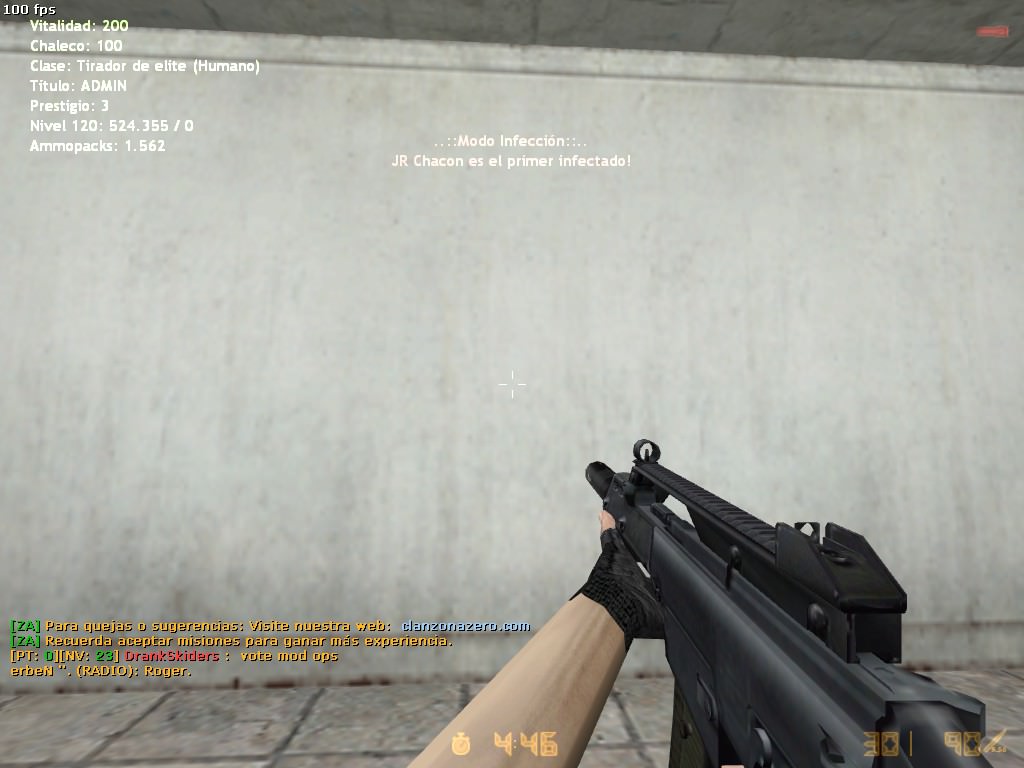 100 fps
Vitalidad: 200
Chaleco: 100
Clase: Tirador de elite (Humano)
Titulo: ADMIN
Prestigio: 3
Nivel 120: 524.355 / 0
Ammopacks: 1.562
..::Modo Infección::..
JR Chacon es el primer infectado!
[ZA] Para quejas o sugerencias: Visite nuestra web: clanzonazero.com
[ZA] Recuerda aceptar misiones para ganar más experiencia.
[PT: 0][NV: 23] DrankSkiders : vote mod ops
erbeN ~. (RADIO): Roger.
4:46
30| 90